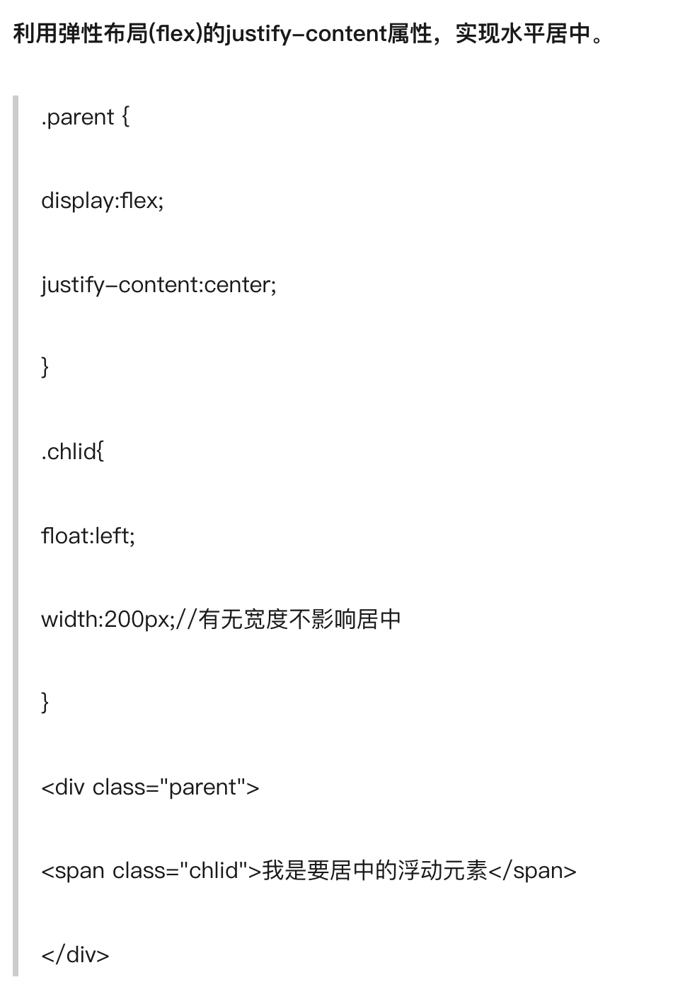 利用弹性布局(flex)的justify-content属性，实现水平居中。
.parent {
display:flex;
justify-content:center;
}
.chlid{
float:left;
width:200px;//有无宽度不影响居中
}
<div class="parent">
<span class="chlid">我是要居中的浮动元素</span>
</div>